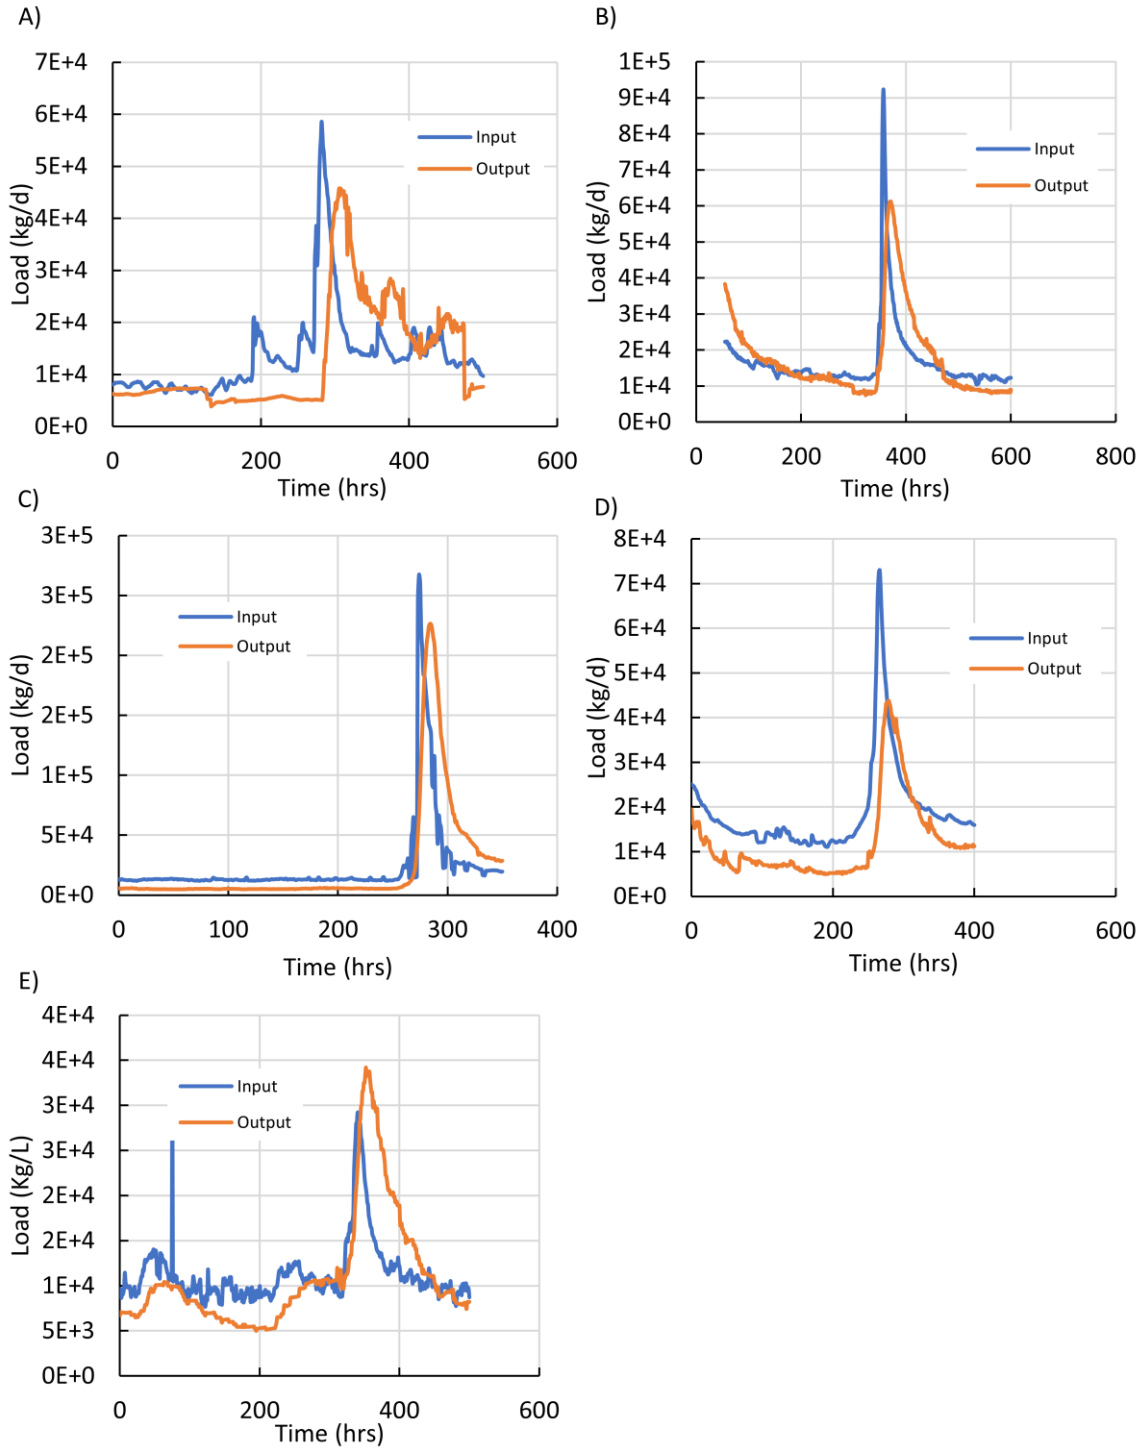 A)
7E+4
6E+4
5E+4
4E+4
3E+4
2E+4
1E+4
0E+0
Load (kg/d)
Input
Output
0 200 400 600
Time (hrs)
B)
1E+5
9E+4
8E+4
7E+4
6E+4
5E+4
4E+4
3E+4
2E+4
1E+4
0E+0
Load (kg/d)
Input
Output
0 200 400 600 800
Time (hrs)
C)
3E+5
3E+5
2E+5
2E+5
1E+5
5E+4
0E+0
Load (kg/d)
Input
Output
0 100 200 300 400
Time (hrs)
D)
8E+4
7E+4
6E+4
5E+4
4E+4
3E+4
2E+4
1E+4
0E+0
Load (kg/d)
Input
Output
0 200 400 600
Time (hrs)
E)
4E+4
4E+4
3E+4
3E+4
2E+4
2E+4
1E+4
5E+3
0E+0
Load (Kg/L)
Input
Output
0 200 400 600
Time (hrs)